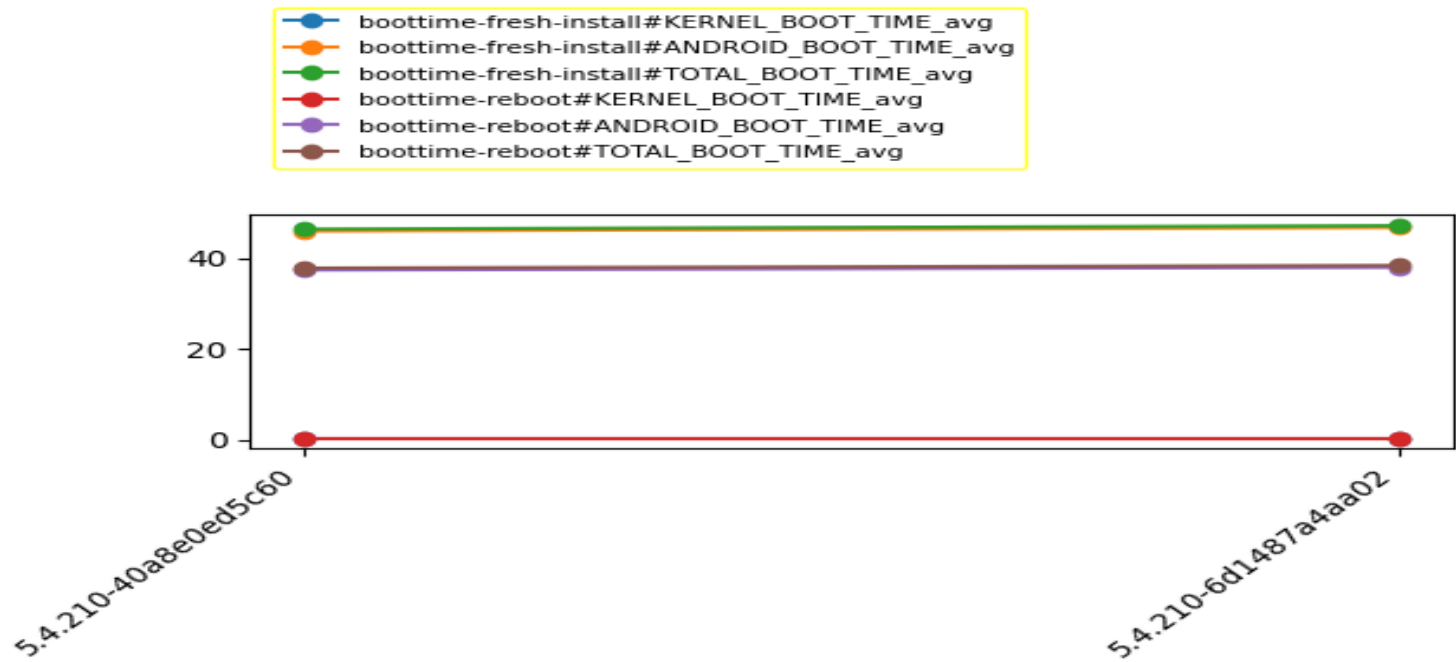 boottime-fresh-install#KERNEL_BOOT_TIME_avg
boottime-fresh-install#ANDROID_BOOT_TIME_avg
boottime-fresh-install#TOTAL_BOOT_TIME_avg
boottime-reboot#KERNEL_BOOT_TIME_avg
boottime-reboot#ANDROID_BOOT_TIME_avg
boottime-reboot#TOTAL_BOOT_TIME_avg
40
20
0
5.4.210-40a8e0ed5c60
5.4.210-6d1487a4aa02